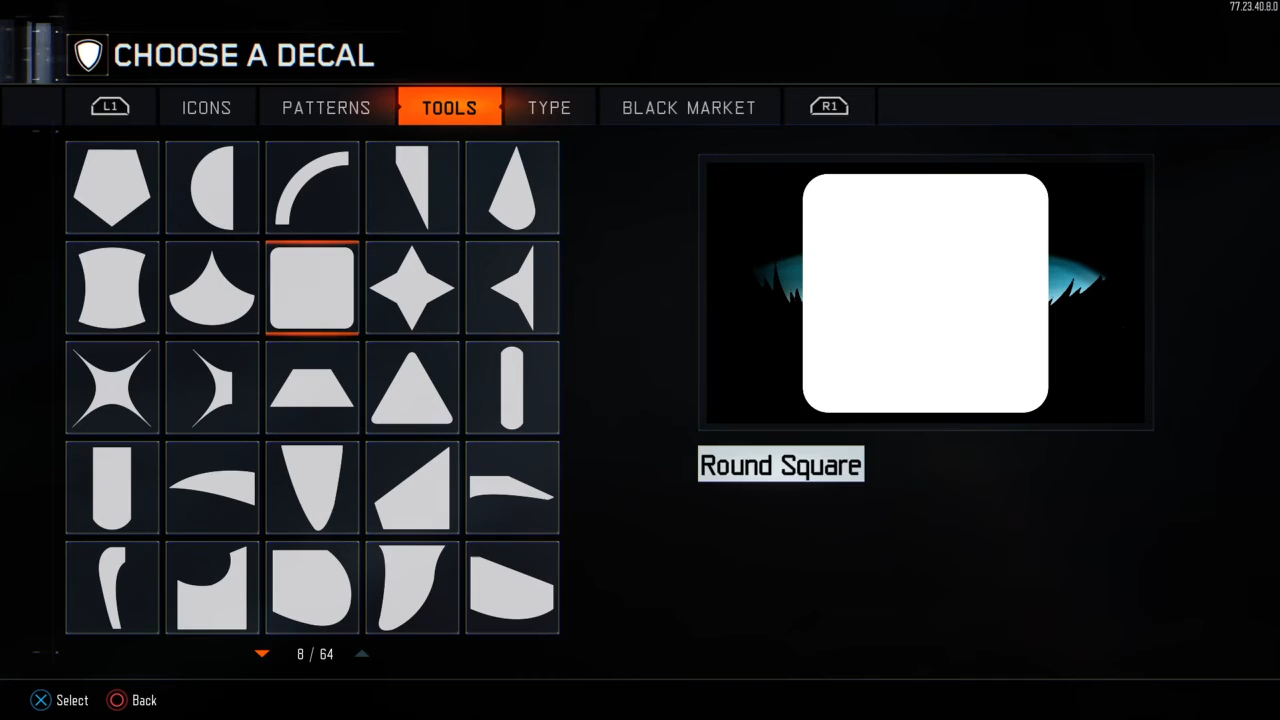 77.23.40.8.0
CHOOSE A DECAL
L1 ICONS PATTERNS TOOLS TYPE BLACK MARKET R1
Round Square
8 / 64
Select Back